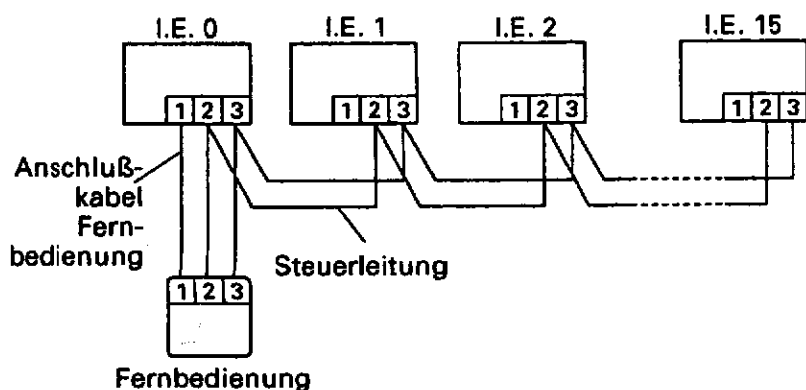 I.E. 0 I.E. 1 I.E. 2 I.E. 15
1 2 3 1 2 3 1 2 3 1 2 3
Anschluß-
kabel
Fern-
bedienung
Steuerleitung
1 2 3
Fernbedienung